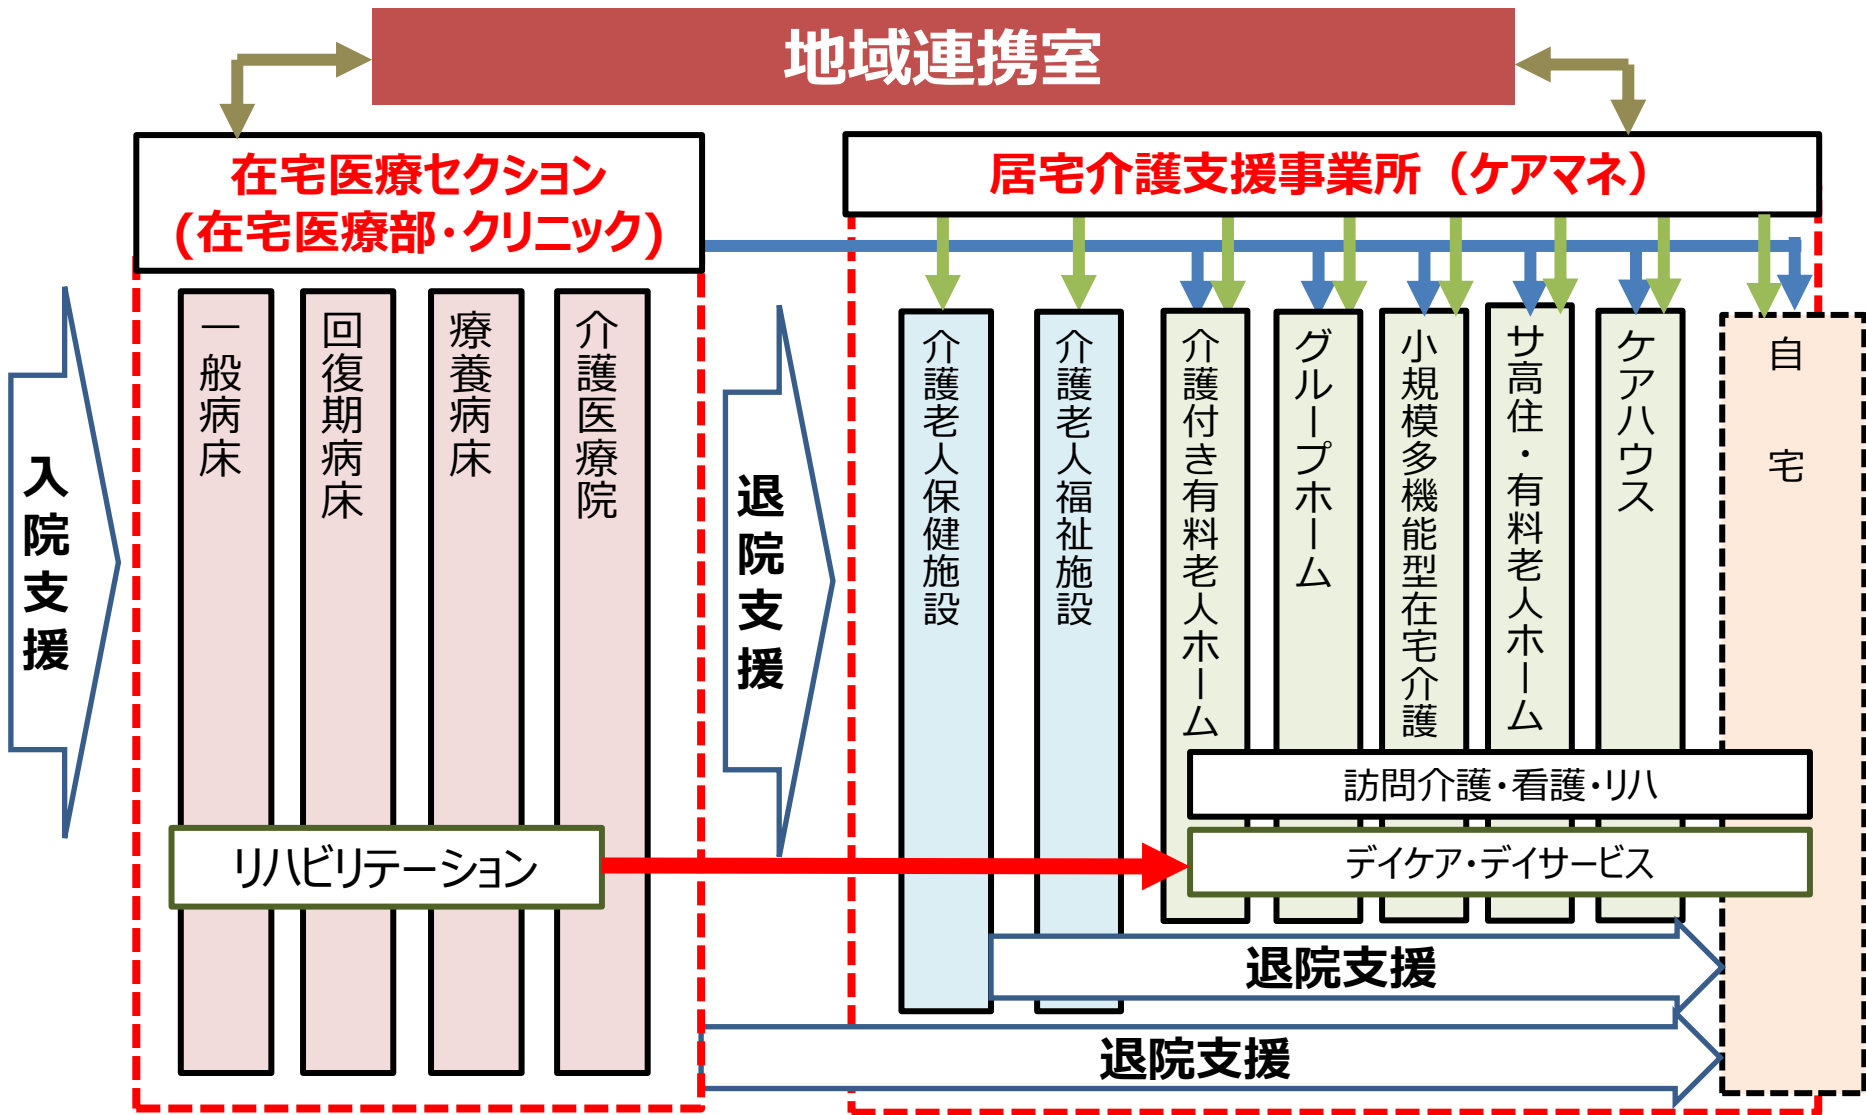 地域連携室
在宅医療セクション
(在宅医療部・クリニック)
居宅介護支援事業所（ケアマネ）
入院支援
一般病床
回復期病床
療養病床
介護医療院
退院支援
介護老人保健施設
介護老人福祉施設
介護付き有料老人ホーム
グループホーム
小規模多機能型在宅介護
サ高住・有料老人ホーム
ケアハウス
自宅
訪問介護・看護・リハ
リハビリテーション
デイケア・デイサービス
退院支援
退院支援